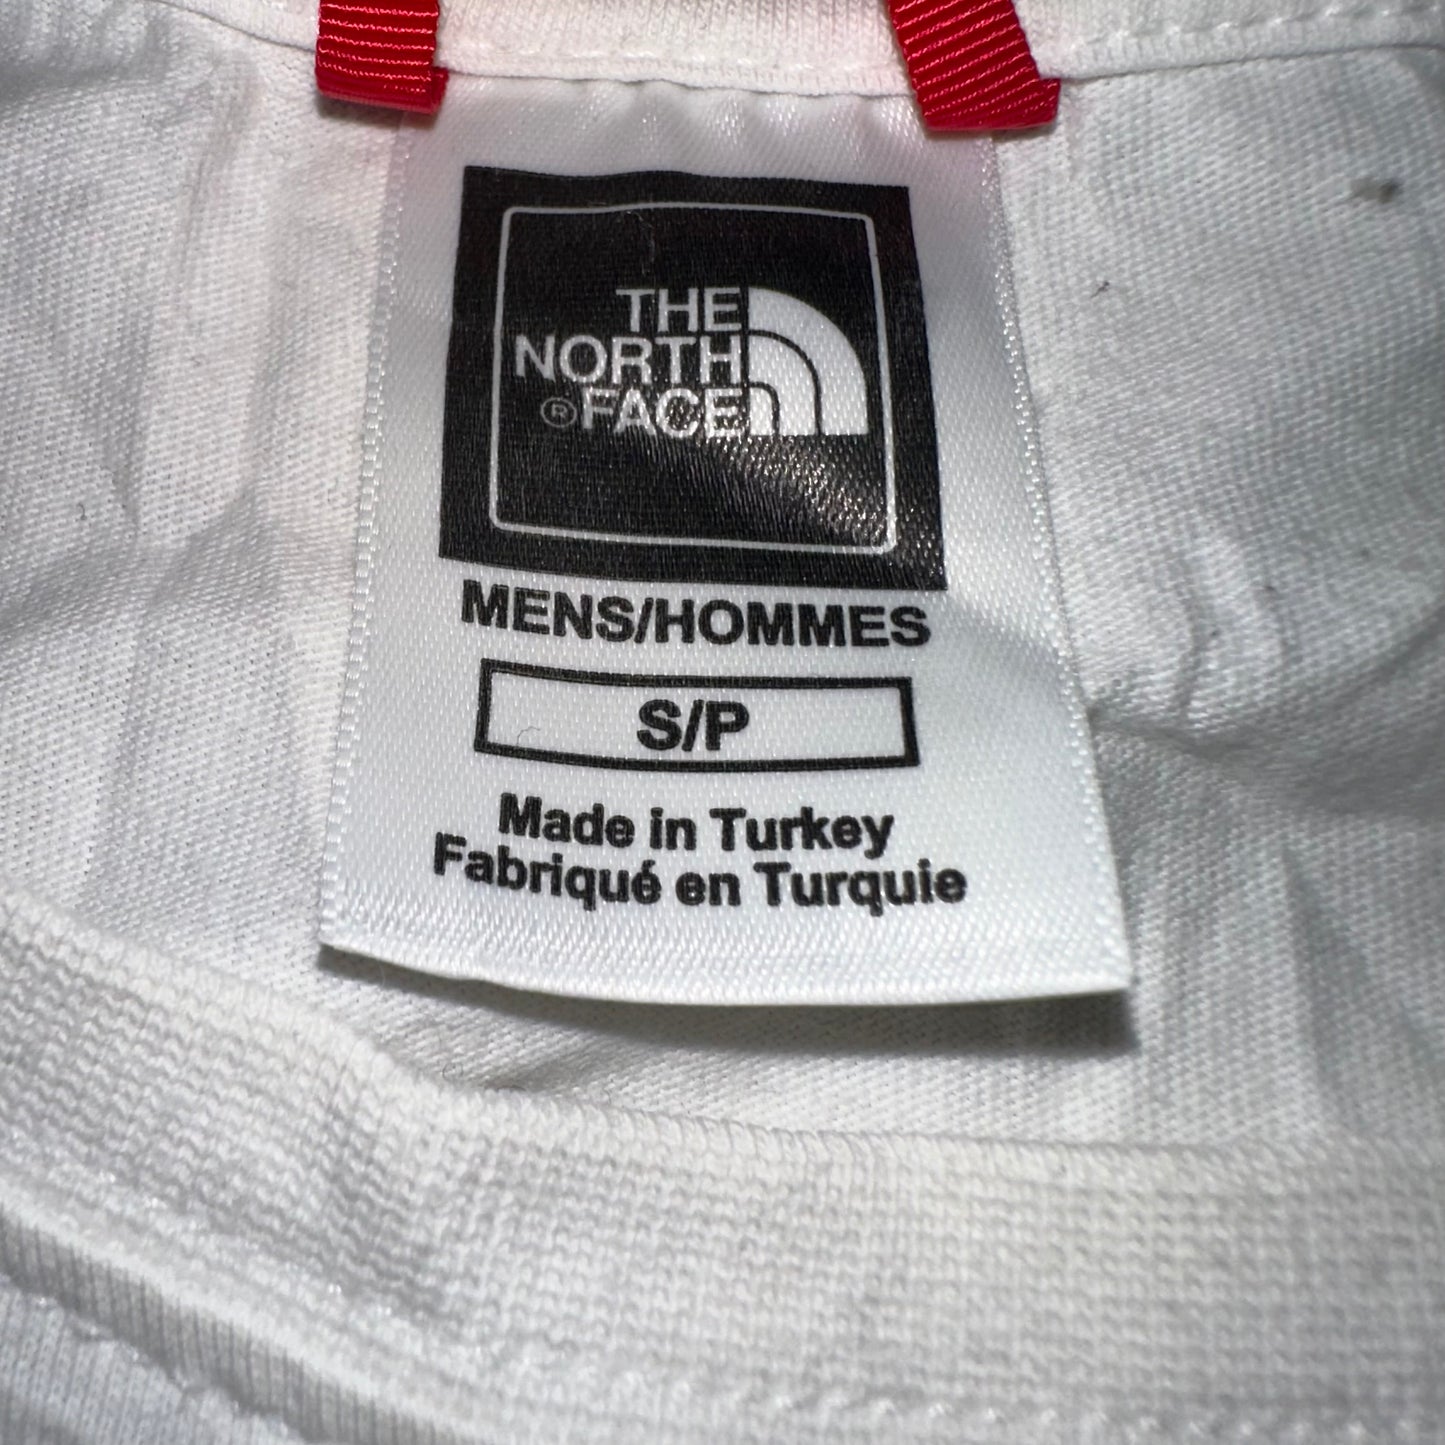 THE
NORTH
®FACE
MENS/HOMMES
S/P
Made in Turkey
Fabriqué en Turquie